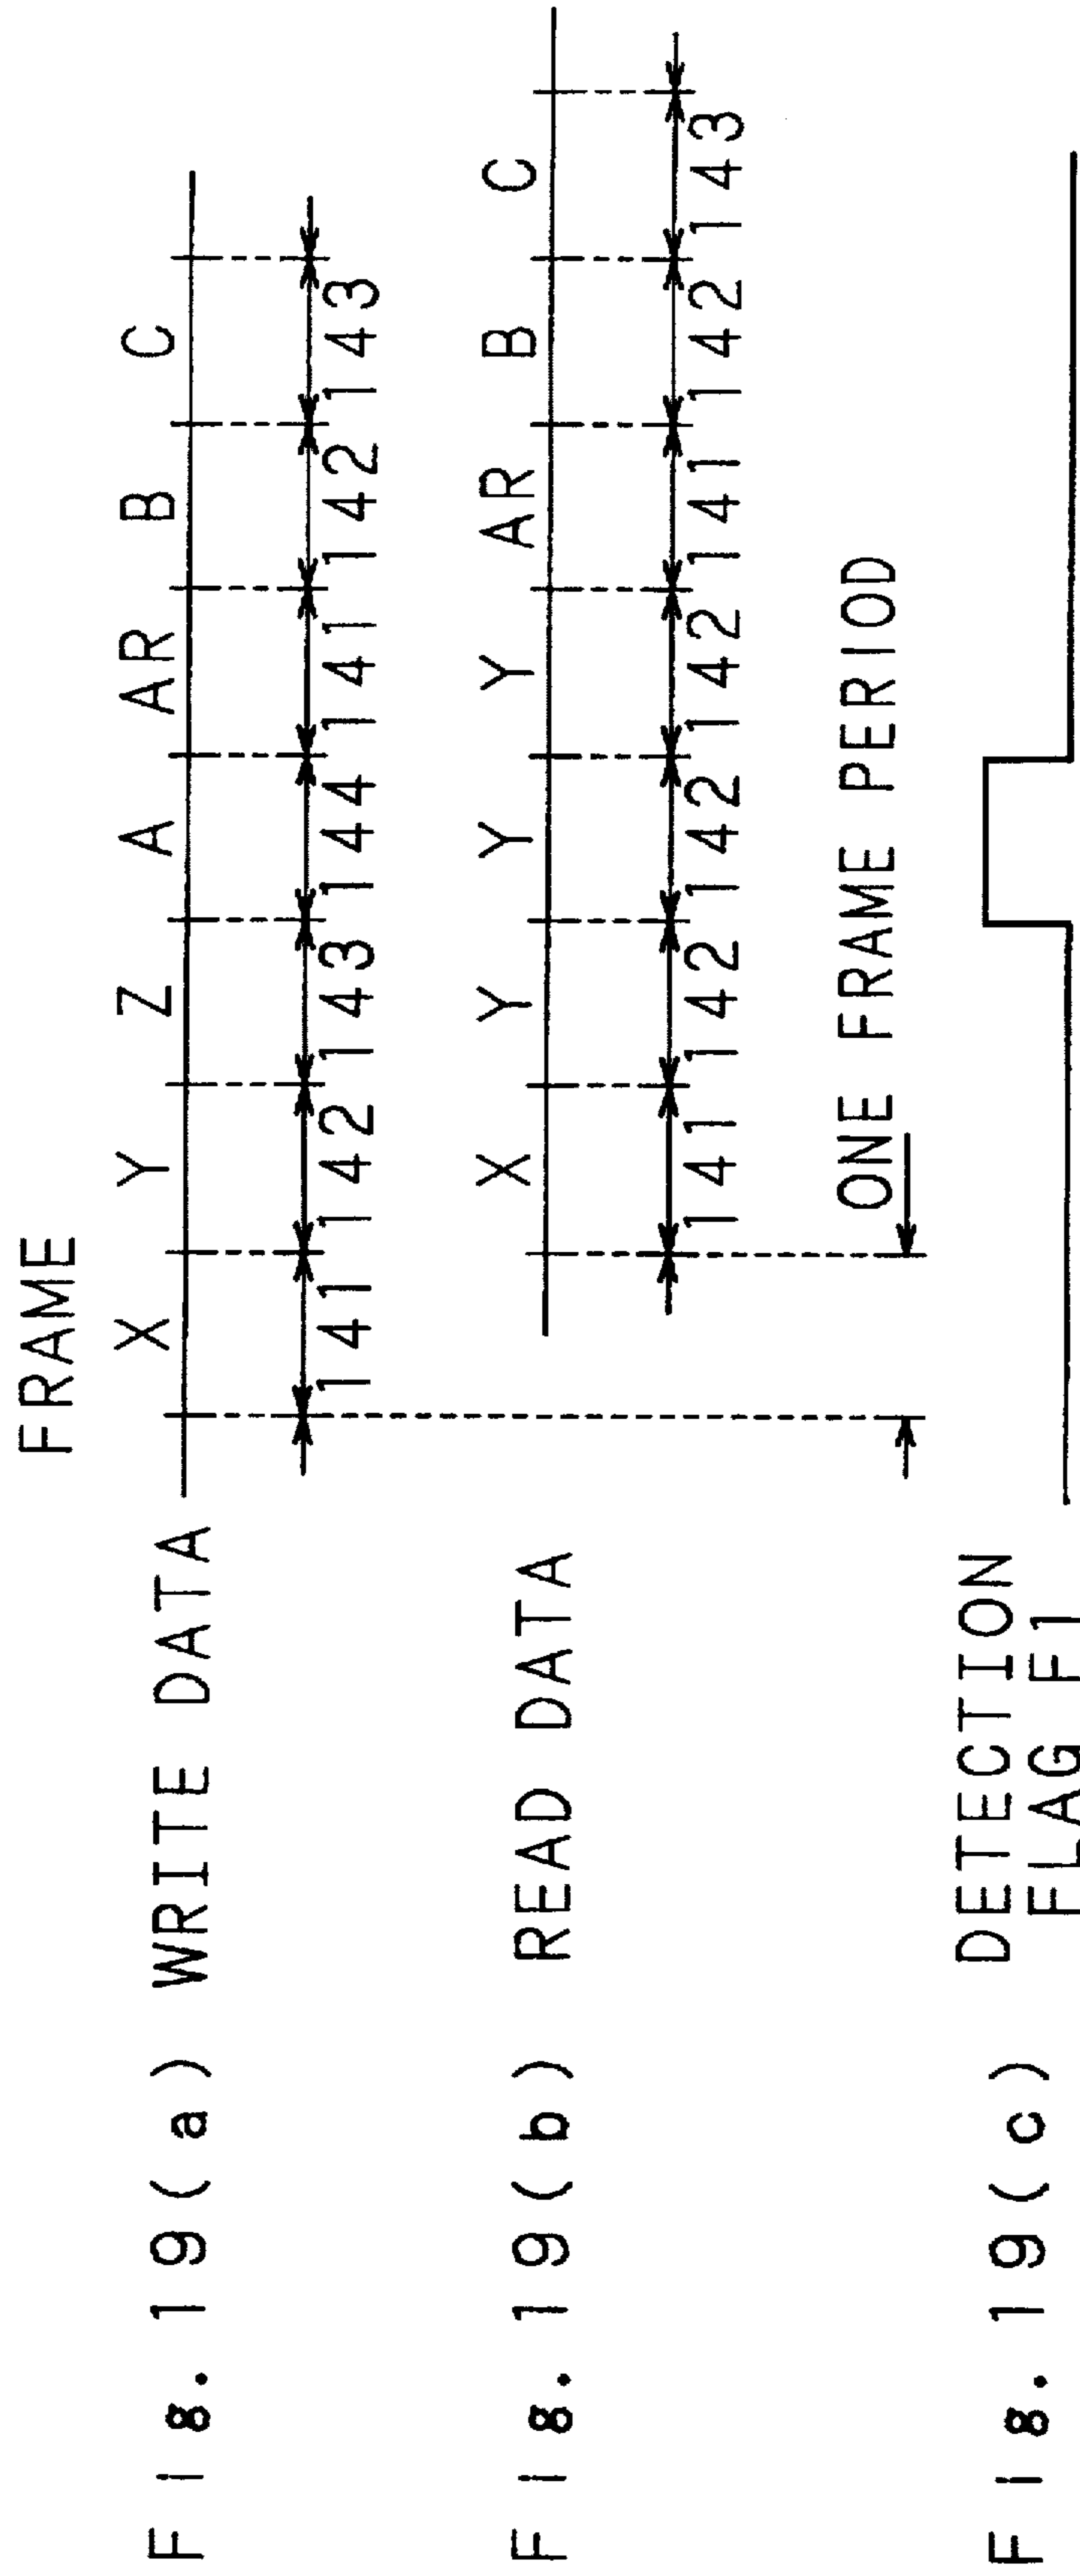 FRAME
Fig. 19(a) WRITE DATA X Y Z A AR B C
141 142 143 144 141 142 143
Fig. 19(b) READ DATA X Y Y Y AR B C
141 142 142 142 141 142 143
ONE FRAME PERIOD
Fig. 19(c) DETECTION
FLAG F1